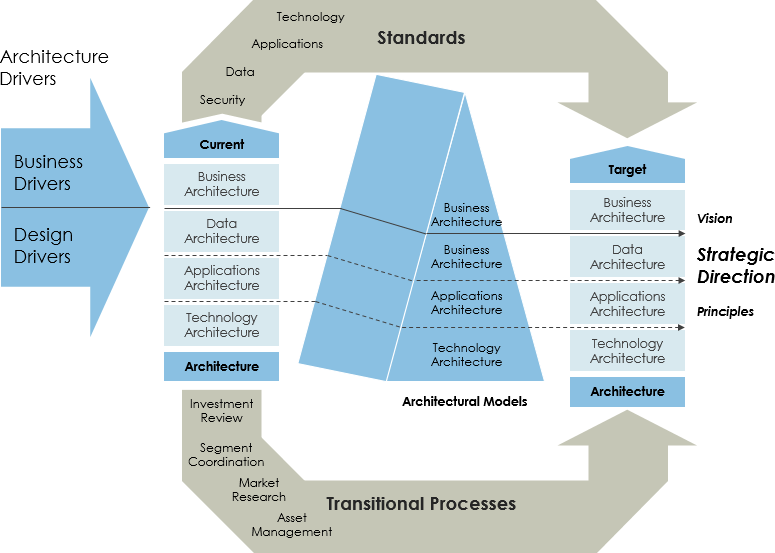 Technology
Applications
Data
Security
Standards
Architecture
Drivers
Business
Drivers
Design
Drivers
Current
Business
Architecture
Data
Architecture
Applications
Architecture
Technology
Architecture
Architecture
Business
Architecture
Business
Architecture
Applications
Architecture
Technology
Architecture
Architectural Models
Target
Business
Architecture
Data
Architecture
Applications
Architecture
Technology
Architecture
Architecture
Vision
Strategic
Direction
Principles
Investment
Review
Segment
Coordination
Market
Research
Asset
Management
Transitional Processes